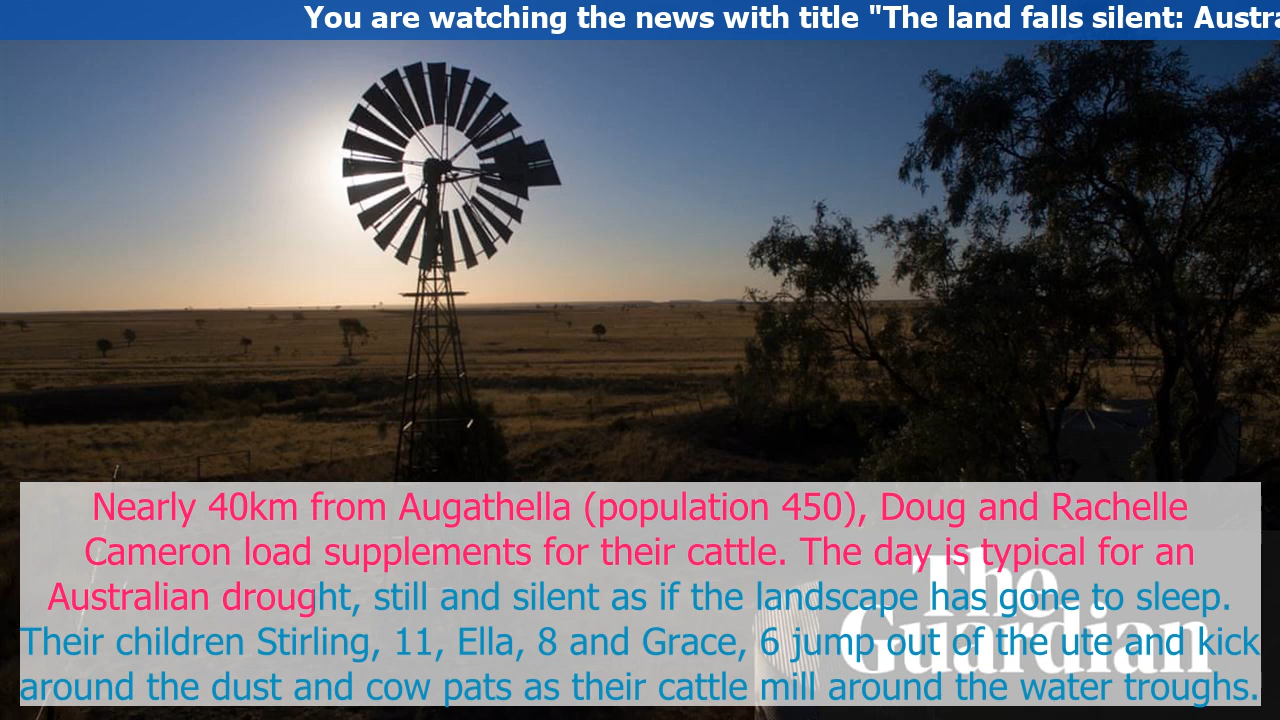 You are watching the news with title "The land falls silent: Austra
Nearly 40km from Augathella (population 450), Doug and Rachelle
Cameron load supplements for their cattle. The day is typical for an
Australian drought, still and silent as if the landscape has gone to sleep.
Their children Stirling, 11, Ella, 8 and Grace, 6 jump out of the ute and kick
around the dust and cow pats as their cattle mill around the water troughs.
The
Guardian